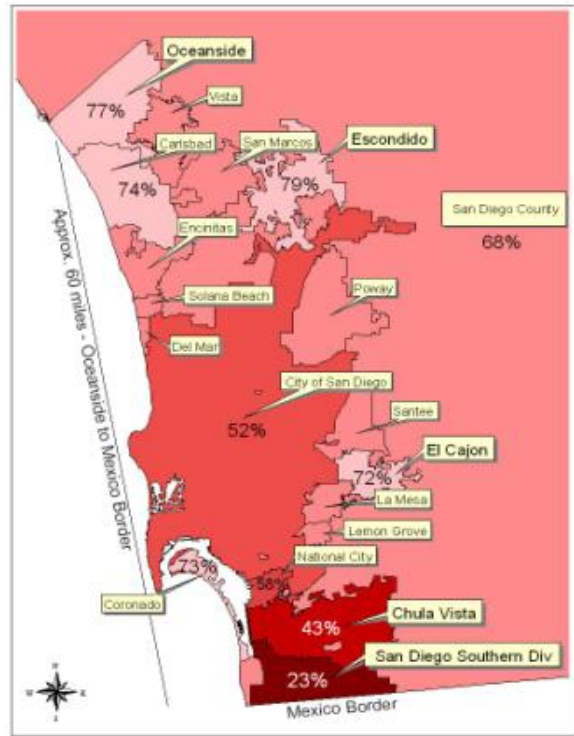 Oceanside
77%
Vista
Carlsbad
San Marcos
Escondido
74%
79%
San Diego County
68%
Encinitas
Approx. 60 miles - Oceanside to Mexico Border
Solana Beach
Poway
Del Mar
City of San Diego
52%
Santee
El Cajon
72%
La Mesa
Lemon Grove
National City
58%
73%
Coronado
Chula Vista
43%
San Diego Southern Div
23%
Mexico Border